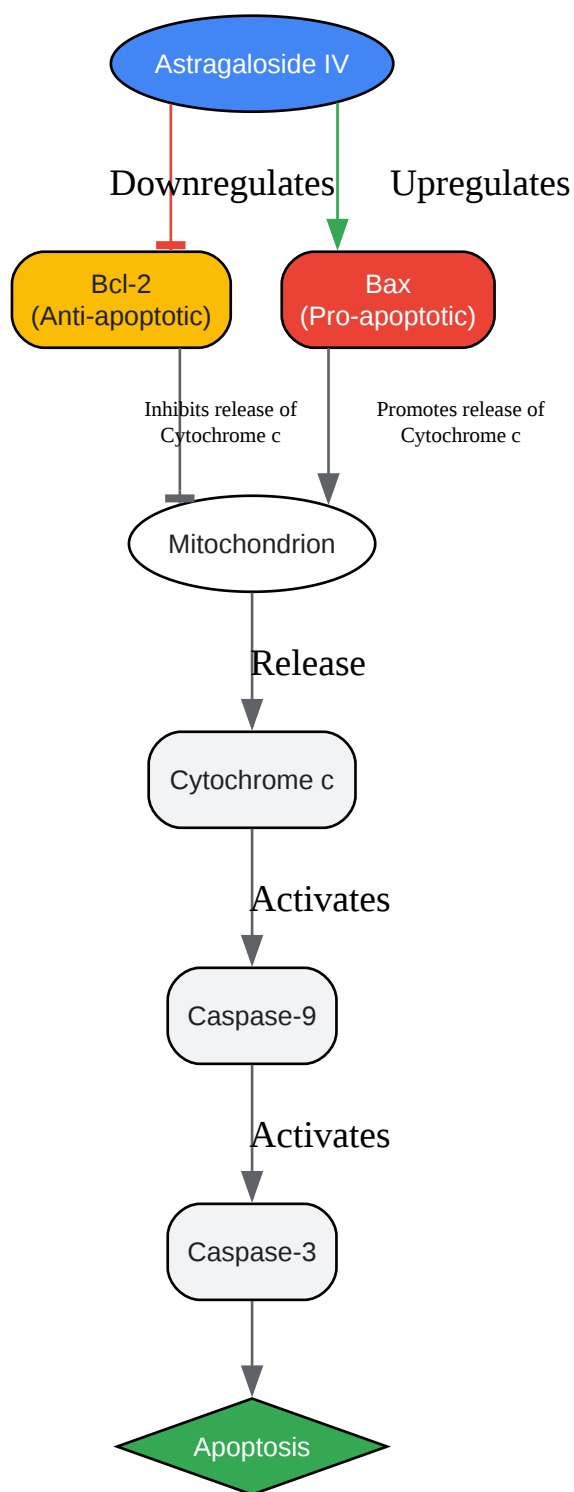 Astragaloside IV
Downregulates
Upregulates
Bcl-2
(Anti-apoptotic)
Bax
(Pro-apoptotic)
Inhibits release of
Cytochrome c
Promotes release of
Cytochrome c
Mitochondrion
Release
Cytochrome c
Activates
Caspase-9
Activates
Caspase-3
Apoptosis